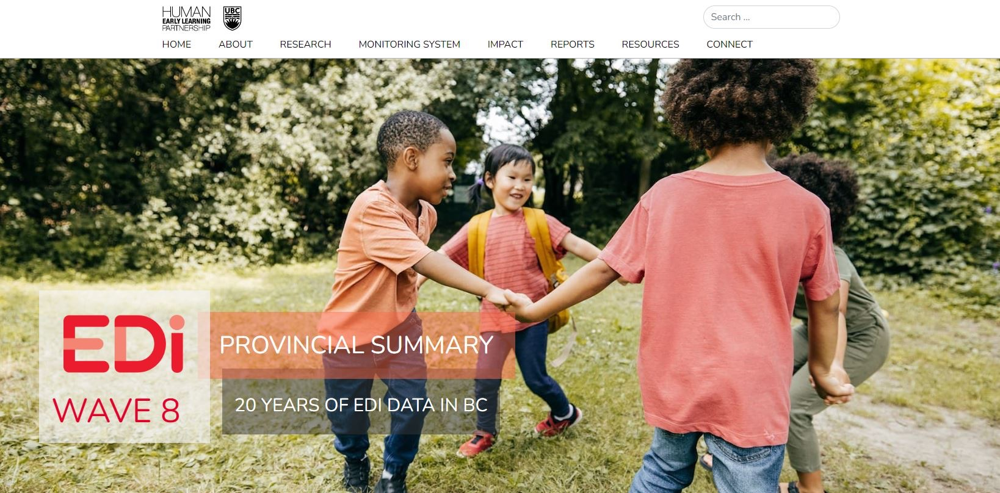 HUMAN
EARLY LEARNING
PARTNERSHIP
UBC
Search ...
HOME ABOUT RESEARCH MONITORING SYSTEM IMPACT REPORTS RESOURCES CONNECT
EDi
WAVE 8
PROVINCIAL SUMMARY
20 YEARS OF EDI DATA IN BC